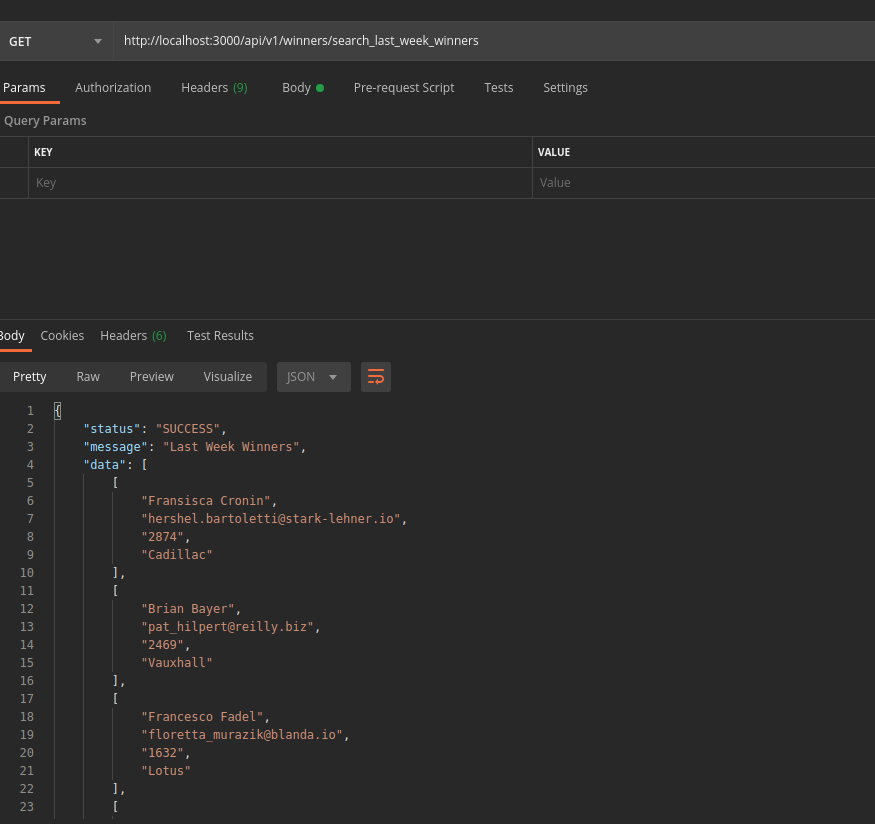 GET http://localhost:3000/api/v1/winners/search_last_week_winners
Params Authorization Headers (9) Body Pre-request Script Tests Settings
Query Params
KEY VALUE
Key Value
Body Cookies Headers (6) Test Results
Pretty Raw Preview Visualize JSON
1 {
2 "status": "SUCCESS",
3 "message": "Last Week Winners",
4 "data": [
5 [
6 "Fransisca Cronin",
7 "hershel.bartoletti@stark-lehner.io",
8 "2874",
9 "Cadillac"
10 ],
11 [
12 "Brian Bayer",
13 "pat_hilpert@reilly.biz",
14 "2469",
15 "Vauxhall"
16 ],
17 [
18 "Francesco Fadel",
19 "floretta_murazik@blanda.io",
20 "1632",
21 "Lotus"
22 ],
23 [